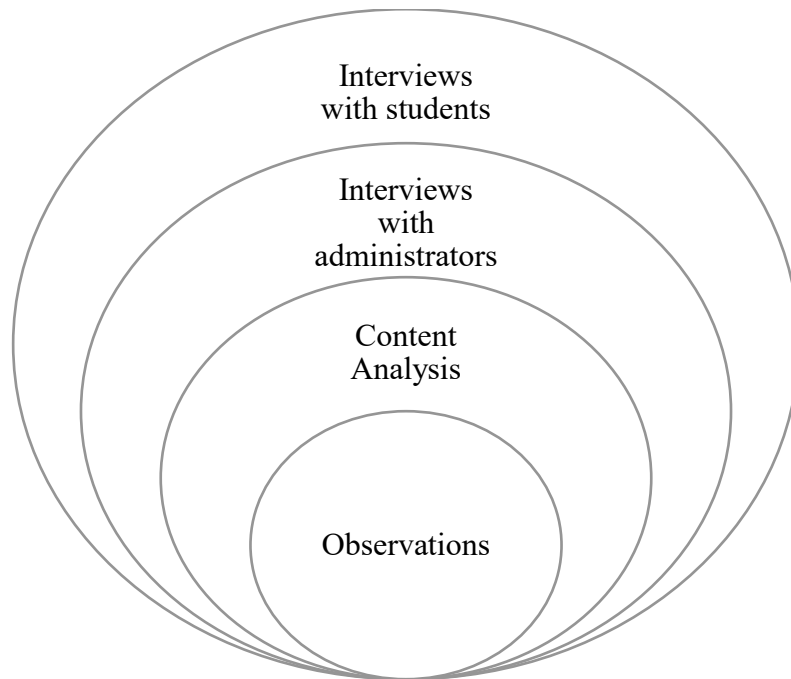 Interviews
with students
Interviews
with
administrators
Content
Analysis
Observations